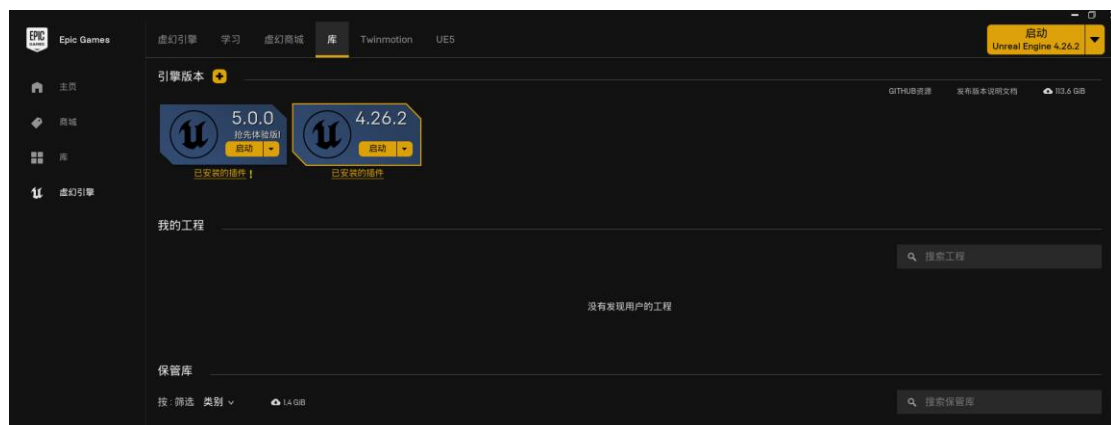 EPIC GAMES
Epic Games
虚幻引擎 学习 虚幻商城 库 Twinmotion UE5
启动
Unreal Engine 4.26.2
主页
商城
库
虚幻引擎
引擎版本
GITHUB资源 发布版本说明文档 113.6 GiB
5.0.0
抢先体验版1
启动
已安装的插件 !
4.26.2
启动
已安装的插件
我的工程
搜索工程
没有发现用户的工程
保管库
按:筛选 类别 1.4 GiB
搜索保管库